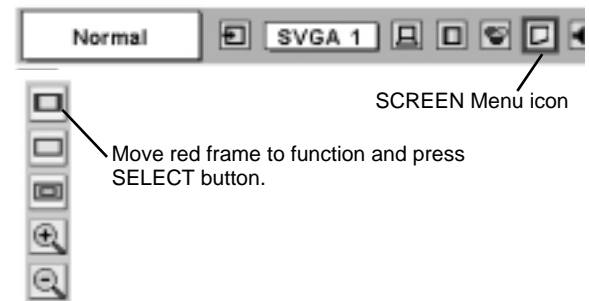 Normal
SVGA 1
SCREEN Menu icon
Move red frame to function and press
SELECT button.